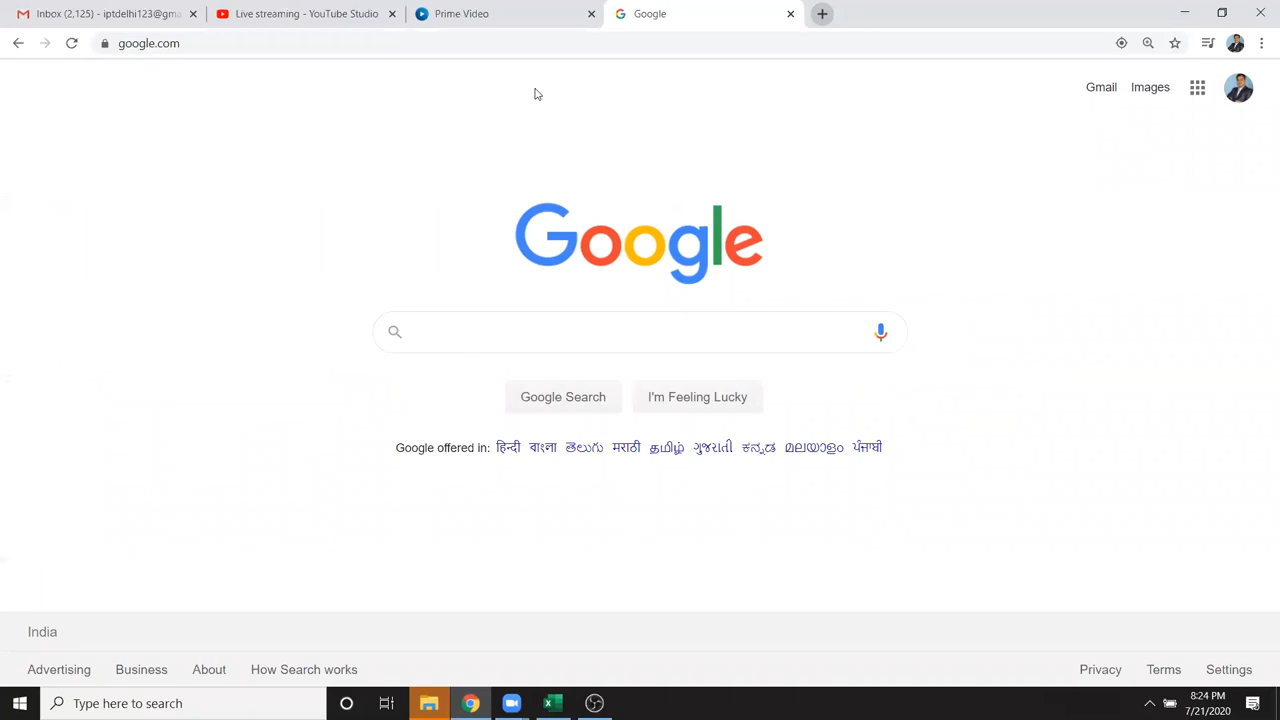 Inbox (2,125) - iptdelhi123@gm
Live streaming - YouTube Studio
Prime Video
Google
google.com
Gmail Images
Google
Google Search I'm Feeling Lucky
Google offered in: हिन्दी বাংলা తెలుగు मराठी தமிழ் ગુજરાતી ಕನ್ನಡ മലയാളം ਪੰਜਾਬੀ
India
Advertising Business About How Search works Privacy Terms Settings
Type here to search
8:24 PM
7/21/2020